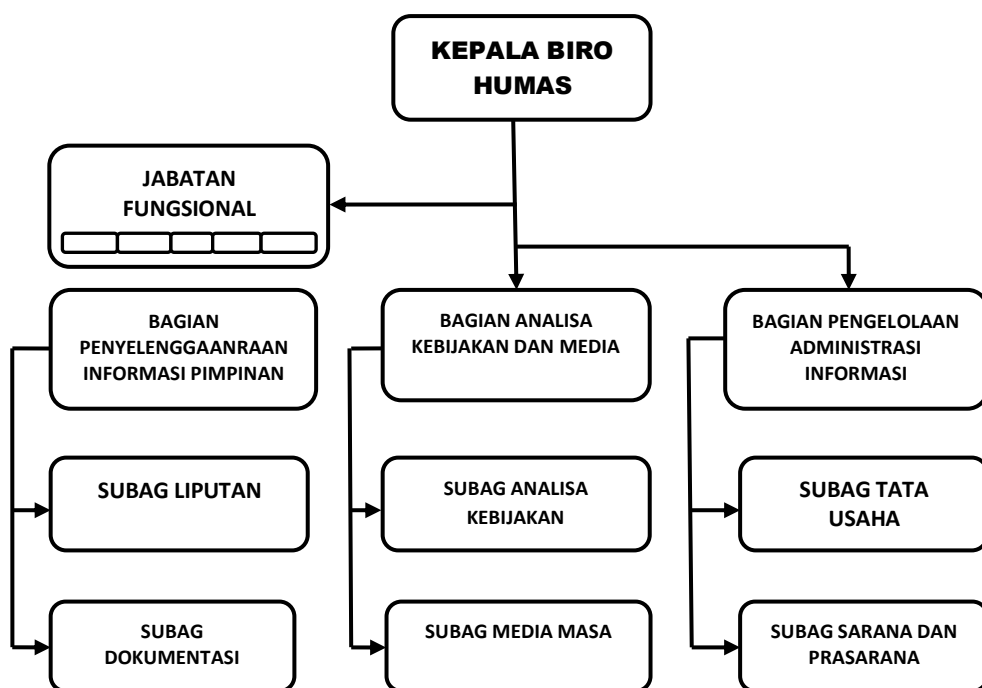 KEPALA BIRO
HUMAS
JABATAN
FUNGSIONAL
BAGIAN
PENYELENGGAANRAAN
INFORMASI PIMPINAN
BAGIAN ANALISA
KEBIJAKAN DAN MEDIA
BAGIAN PENGELOLAAN
ADMINISTRASI
INFORMASI
SUBAG LIPUTAN
SUBAG ANALISA
KEBIJAKAN
SUBAG TATA
USAHA
SUBAG
DOKUMENTASI
SUBAG MEDIA MASA
SUBAG SARANA DAN
PRASARANA